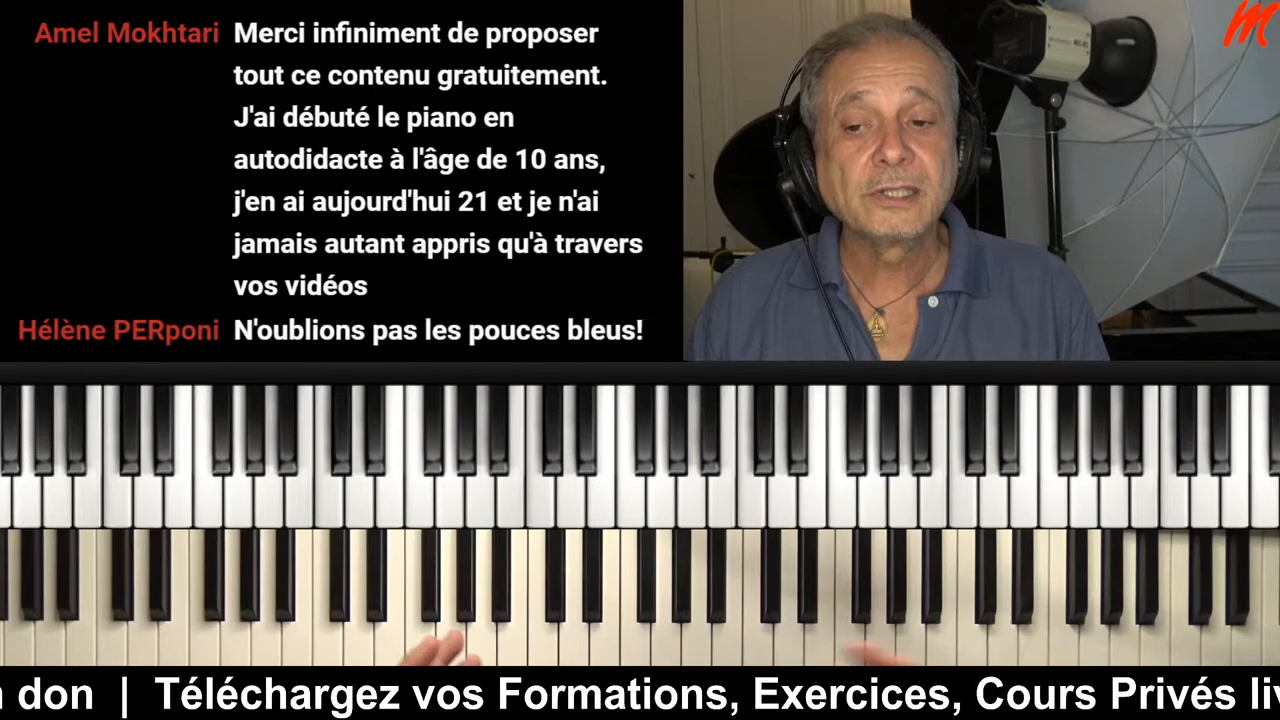 Amel Mokhtari Merci infiniment de proposer
tout ce contenu gratuitement.
J'ai débuté le piano en
autodidacte à l'âge de 10 ans,
j'en ai aujourd'hui 21 et je n'ai
jamais autant appris qu'à travers
vos vidéos
Hélène PERponi N'oublions pas les pouces bleus!
don | Téléchargez vos Formations, Exercices, Cours Privés